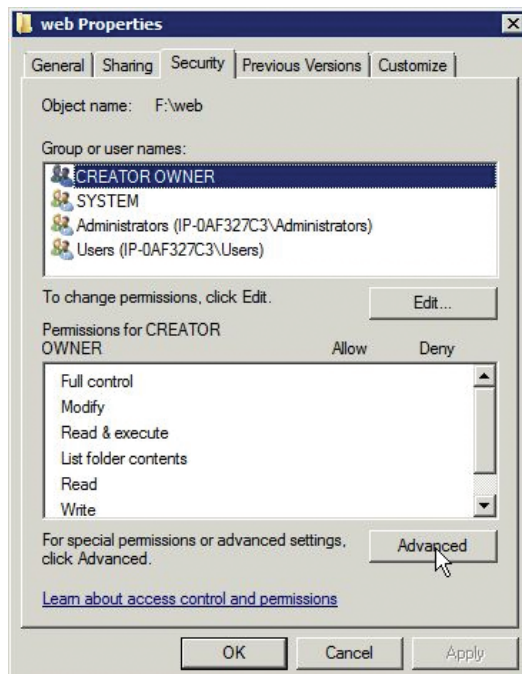 web Properties
General Sharing Security Previous Versions Customize
Object name: F:\web
Group or user names:
CREATOR OWNER
SYSTEM
Administrators (IP-0AF327C3\Administrators)
Users (IP-0AF327C3\Users)
To change permissions, click Edit.
Edit...
Permissions for CREATOR
OWNER Allow Deny
Full control
Modify
Read & execute
List folder contents
Read
Write
For special permissions or advanced settings,
click Advanced.
Advanced
Learn about access control and permissions
OK Cancel Apply